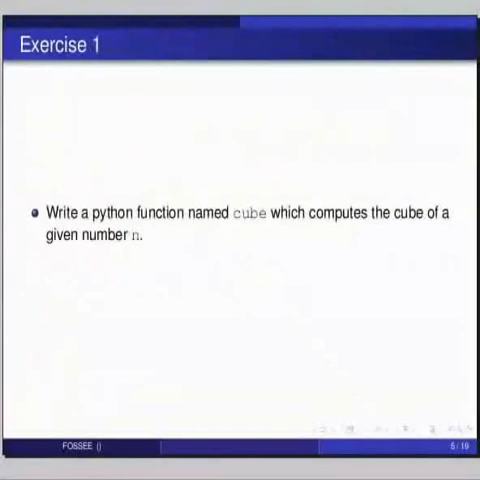 Exercise 1
Write a python function named cube which computes the cube of a
given number n.
FOSSEE ()
5 / 19